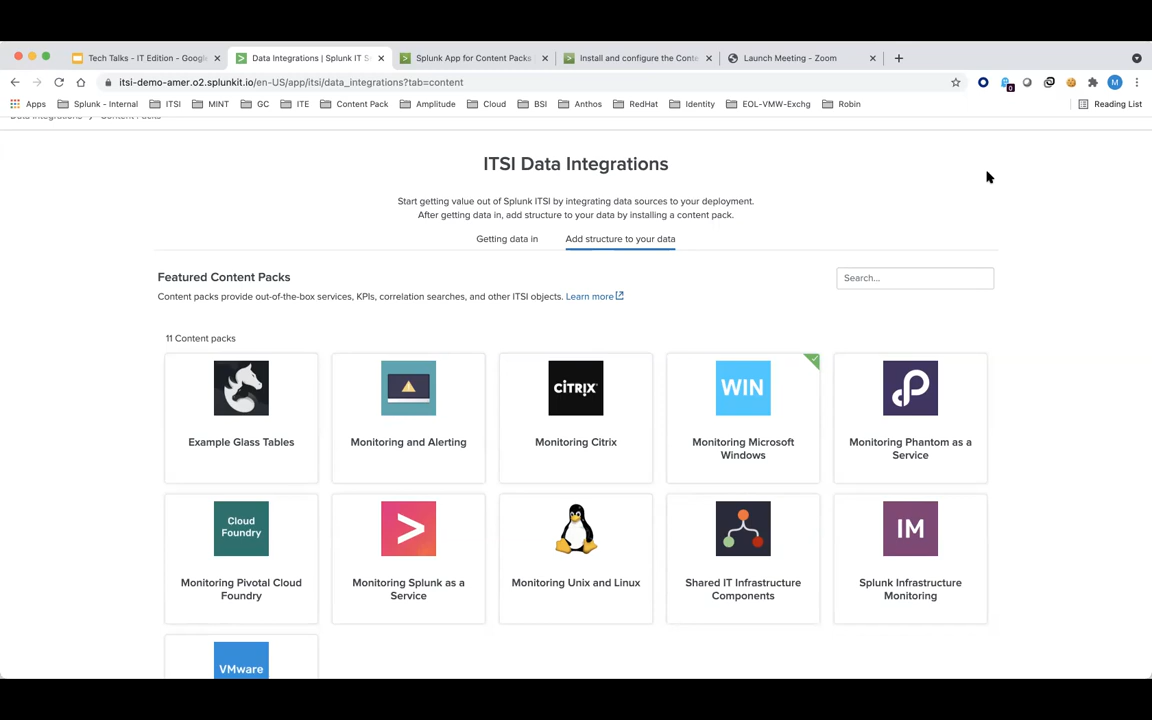 Tech Talks - IT Edition - Google
Data Integrations | Splunk IT S
Splunk App for Content Packs
Install and configure the Conte
Launch Meeting - Zoom
itsi-demo-amer.o2.splunkit.io/en-US/app/itsi/data_integrations?tab=content
0
M
Apps
Splunk - Internal
ITSI
MINT
GC
ITE
Content Pack
Amplitude
Cloud
BSI
Anthos
RedHat
Identity
EOL-VMW-Exchg
Robin
Reading List
Data Integrations > Content Packs
ITSI Data Integrations
Start getting value out of Splunk ITSI by integrating data sources to your deployment.
After getting data in, add structure to your data by installing a content pack.
Getting data in
Add structure to your data
Featured Content Packs
Search...
Content packs provide out-of-the-box services, KPIs, correlation searches, and other ITSI objects. Learn more
11 Content packs
Example Glass Tables
Monitoring and Alerting
CITRIX
Monitoring Citrix
WIN
Monitoring Microsoft
Windows
Monitoring Phantom as a
Service
Cloud
Foundry
Monitoring Pivotal Cloud
Foundry
Monitoring Splunk as a
Service
Monitoring Unix and Linux
Shared IT Infrastructure
Components
IM
Splunk Infrastructure
Monitoring
VMware